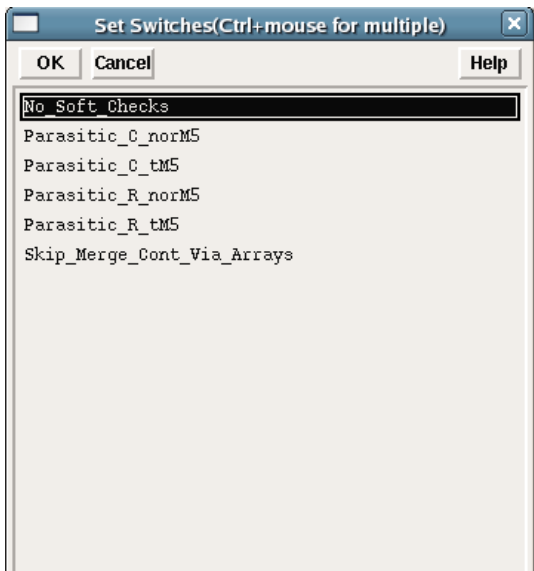 Set Switches(Ctrl+mouse for multiple)
OK Cancel Help
No_Soft_Checks
Parasitic_C_norM5
Parasitic_C_tM5
Parasitic_R_norM5
Parasitic_R_tM5
Skip_Merge_Cont_Via_Arrays